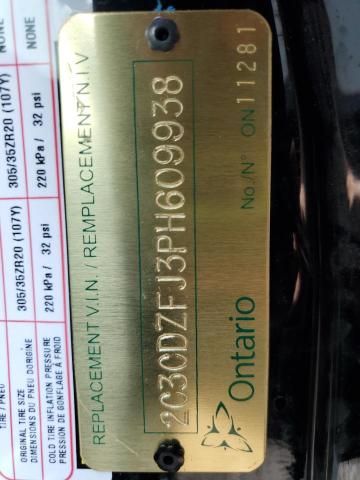 REPLACEMENT V.I.N. / REMPLACEMENT N.I.V
2C3CDZFJ3PH609938
Ontario
No./N° ON11281
TIRE / PNEU
ORIGINAL TIRE SIZE
DIMENSIONS DU PNEU D'ORIGINE
305/35ZR20 (107Y) 305/35ZR20 (107Y) NONE
COLD TIRE INFLATION PRESSURE
PRESSION DE GONFLAGE À FROID
220 kPa / 32 psi 220 kPa / 32 psi NONE